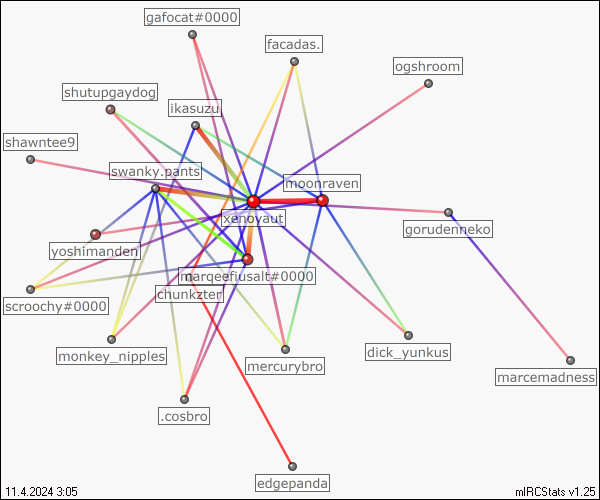 gafocat#0000
facadas.
ogshroom
shutupgaydog
ikasuzu
shawntee9
swanky.pants
moonraven
xenoyaut
gorudenneko
yoshimanden
marqeefiusalt#0000
chunkzter
scroochy#0000
monkey_nipples
mercurybro
dick_yunkus
marcemadness
.cosbro
edgepanda
11.4.2024 3:05
mIRCStats v1.25